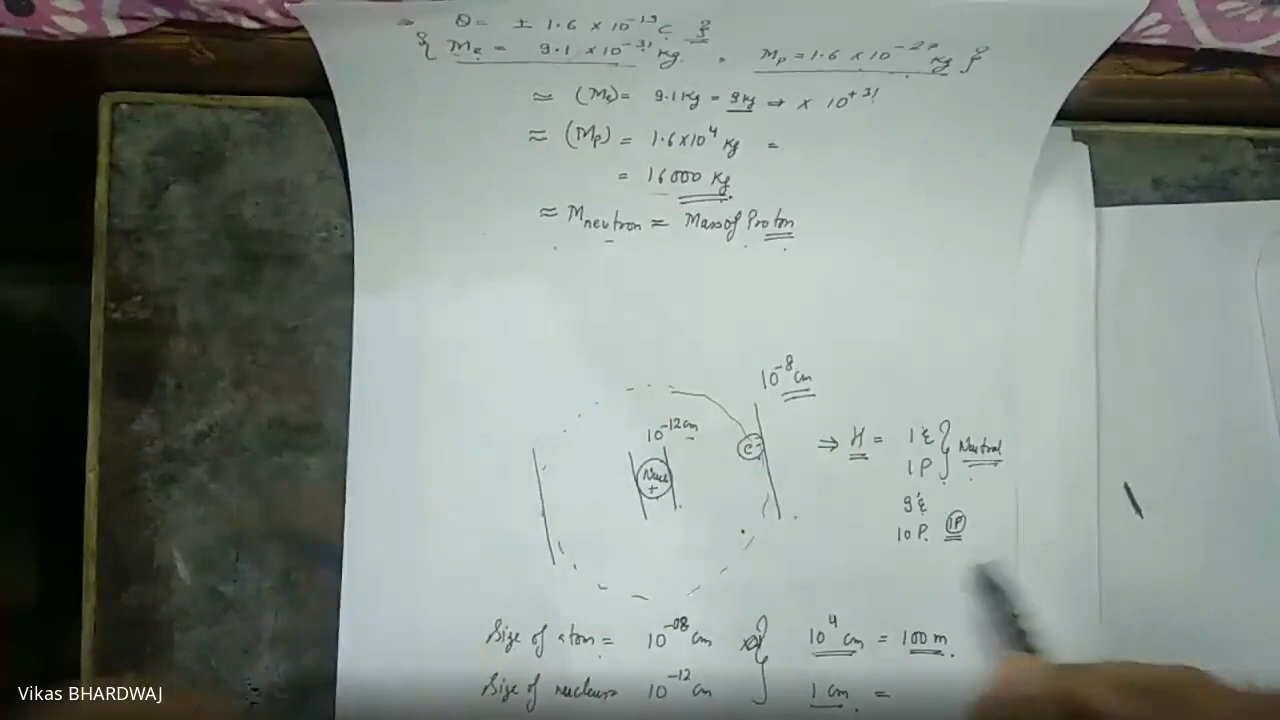 ⇒ Q = ± 1.6 × 10⁻¹⁹ C }
{ Me = 9.1 × 10⁻³¹ kg , Mp = 1.6 × 10⁻²⁷ kg }
≈ (Me) = 9.1 Kg = 9 kg ⇒ × 10⁺³¹
≈ (Mp) = 1.6 × 10⁴ kg =
= 16000 Kg
≈ Mneutron ≈ Mass of Proton
10⁻⁸ cm
10⁻¹² cm
e⁻
Nucl
+
⇒ H = 1 e⁻ } Neutral
1 P
9 e⁻
10 P. 1P
Size of atom = 10⁻⁰⁸ cm } 10⁴ cm = 100 m.
Size of nucleus 10⁻¹² cm 1 cm =
Vikas BHARDWAJ